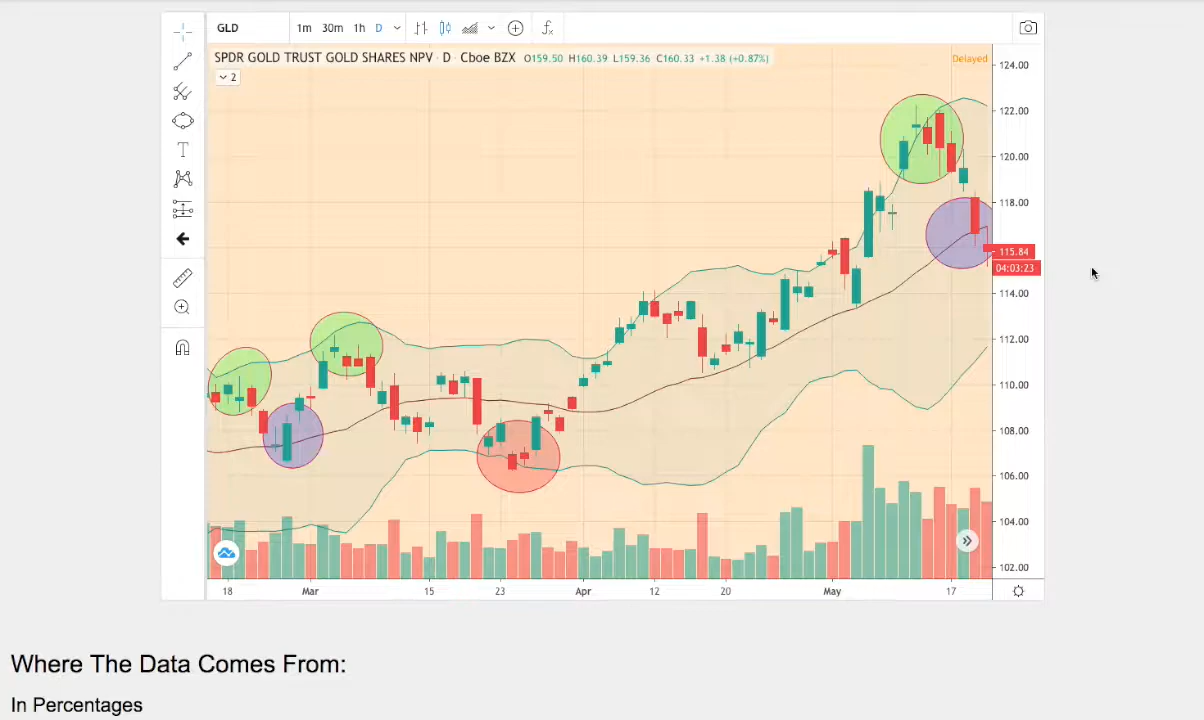 GLD 1m 30m 1h D
SPDR GOLD TRUST GOLD SHARES NPV · D · Cboe BZX O159.50 H160.39 L159.36 C160.33 +1.38 (+0.87%)
Delayed
2
T
124.00
122.00
120.00
118.00
115.84
04:03:23
114.00
112.00
110.00
108.00
106.00
104.00
102.00
18 Mar 15 23 Apr 12 20 May 17
Where The Data Comes From:
In Percentages